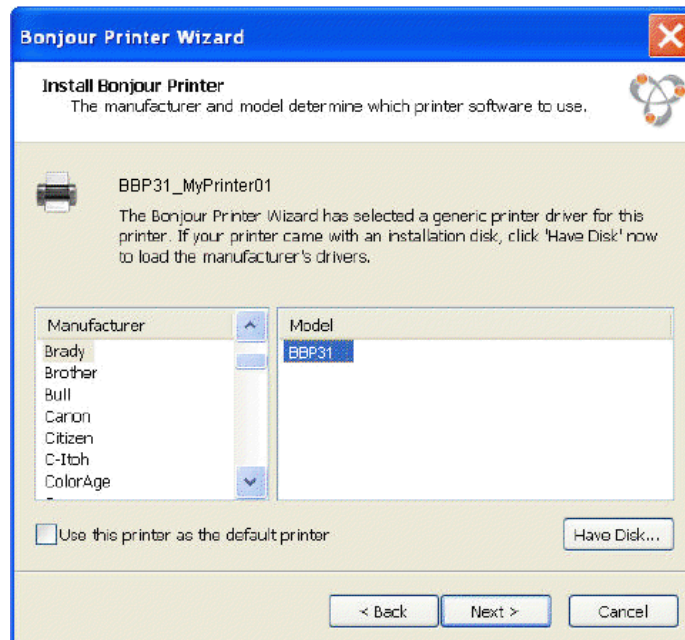 Bonjour Printer Wizard
Install Bonjour Printer
The manufacturer and model determine which printer software to use.
BBP31_MyPrinter01
The Bonjour Printer Wizard has selected a generic printer driver for this
printer. If your printer came with an installation disk, click 'Have Disk' now
to load the manufacturer's drivers.
Manufacturer
Brady
Brother
Bull
Canon
Citizen
C-Itoh
ColorAge
Model
BBP31
Use this printer as the default printer
Have Disk...
< Back
Next >
Cancel